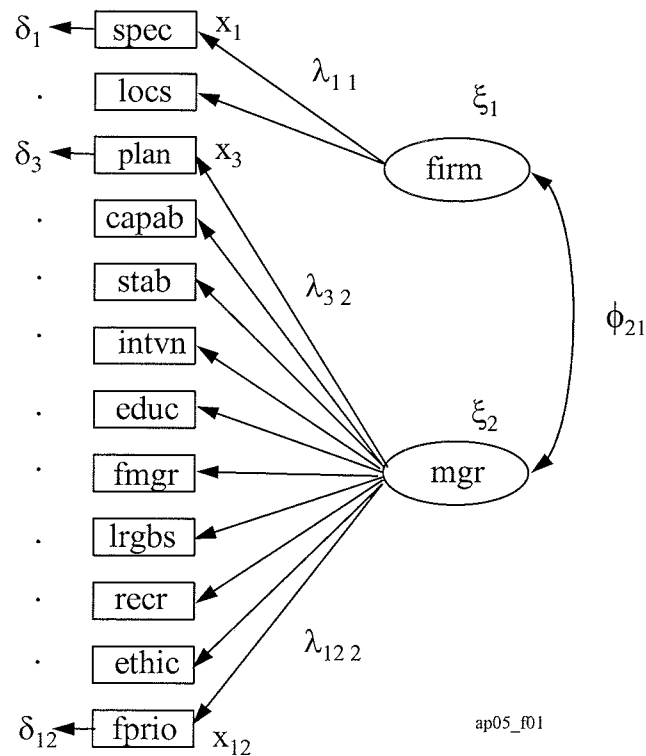 δ1 spec x1
λ1 1
. locs
ξ1
δ3 plan x3
firm
. capab
. stab
λ3 2
ϕ21
. intvn
. educ
ξ2
. fmgr
mgr
. lrgbs
. recr
λ12 2
. ethic
δ12 fprio x12
ap05_f01